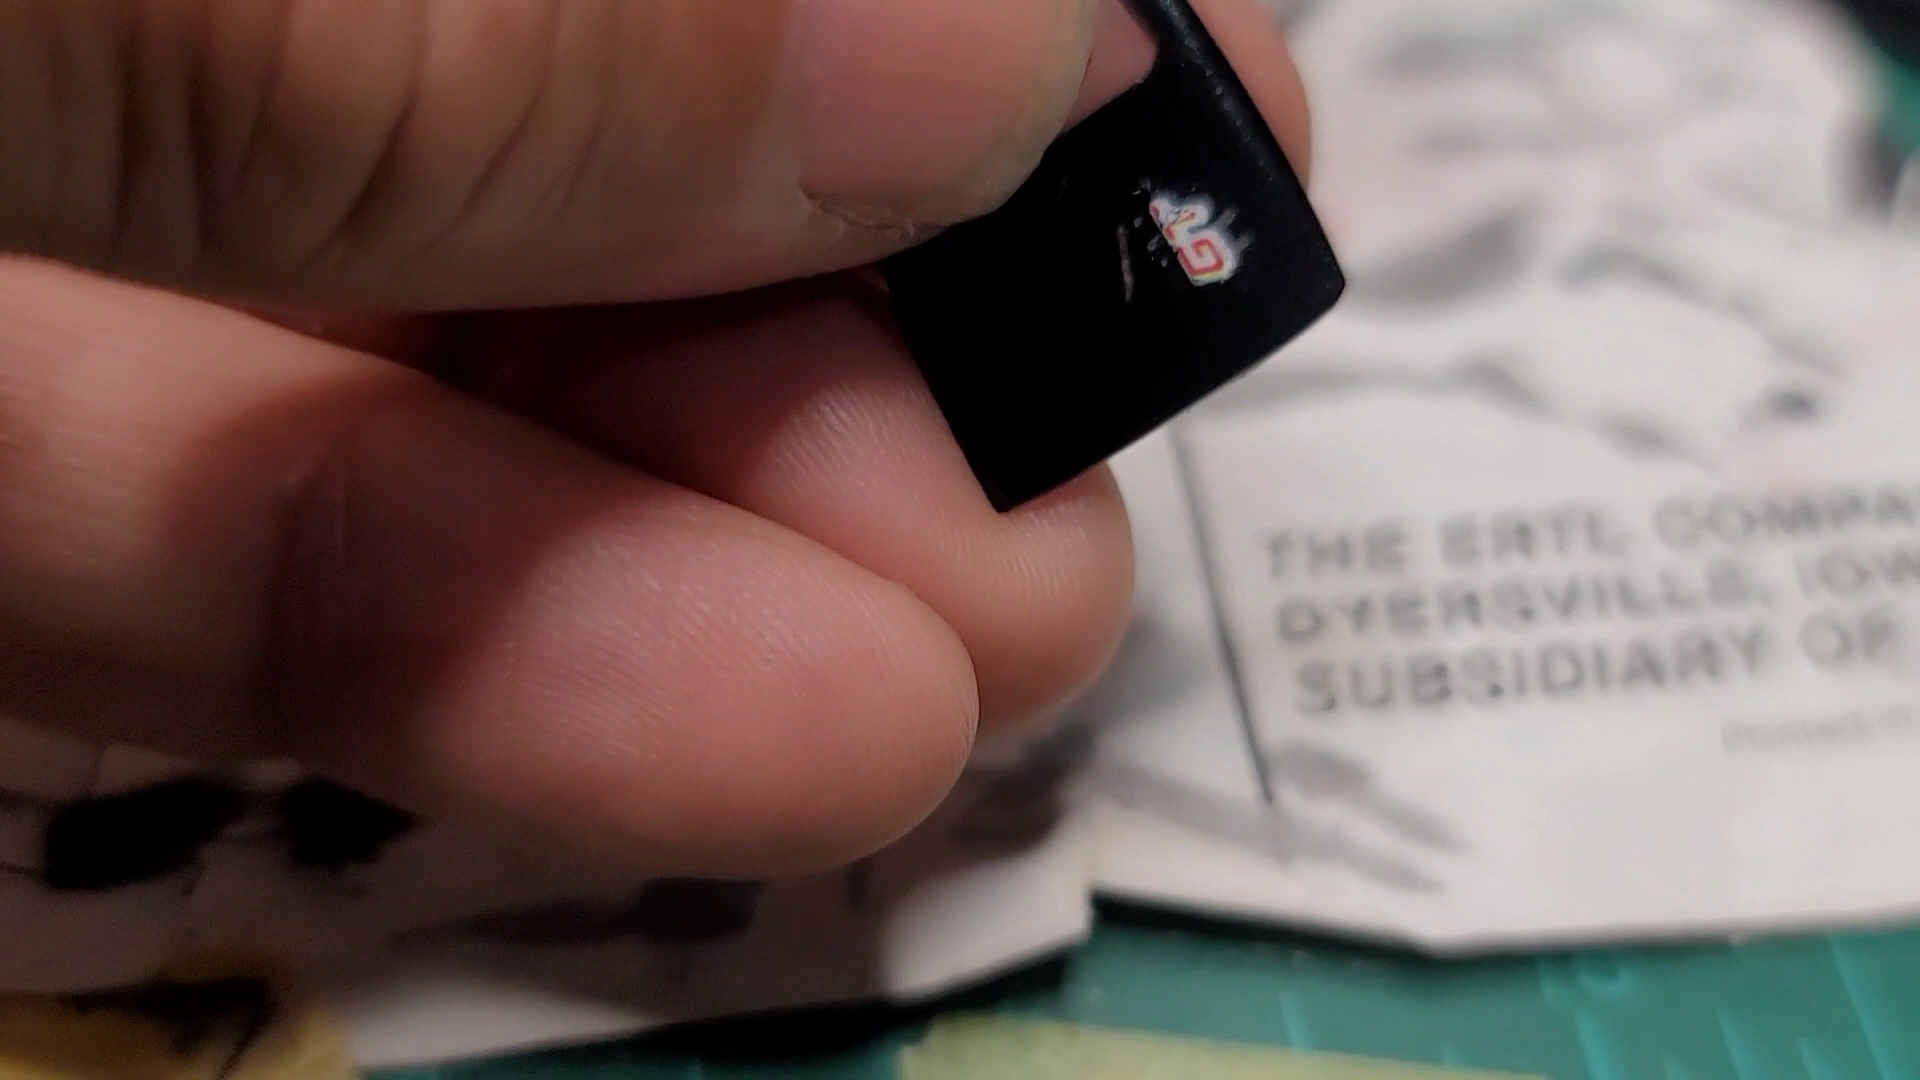 THE ERTL COMPA
DYERSVILLE, IOW
SUBSIDIARY OF